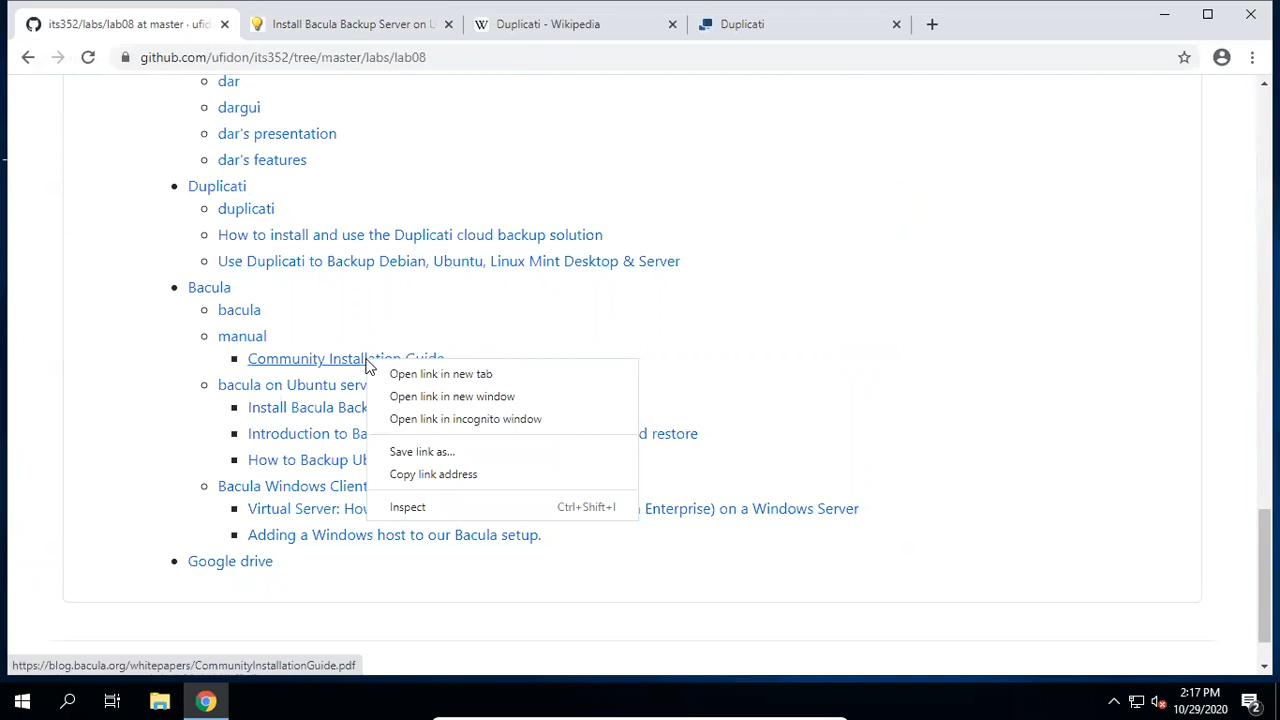 its352/labs/lab08 at master · ufi
Install Bacula Backup Server on U
Duplicati - Wikipedia
Duplicati
github.com/ufidon/its352/tree/master/labs/lab08
dar
dargui
dar's presentation
dar's features
Duplicati
duplicati
How to install and use the Duplicati cloud backup solution
Use Duplicati to Backup Debian, Ubuntu, Linux Mint Desktop & Server
Bacula
bacula
manual
Community Installation Guide
Open link in new tab
bacula on Ubuntu serv
Open link in new window
Install Bacula Back
Open link in incognito window
Introduction to Ba
d restore
Save link as...
How to Backup Ub
Copy link address
Bacula Windows Client
Inspect Ctrl+Shift+I
Virtual Server: How
Enterprise) on a Windows Server
Adding a Windows host to our Bacula setup.
Google drive
https://blog.bacula.org/whitepapers/CommunityInstallationGuide.pdf
2:17 PM
10/29/2020
2